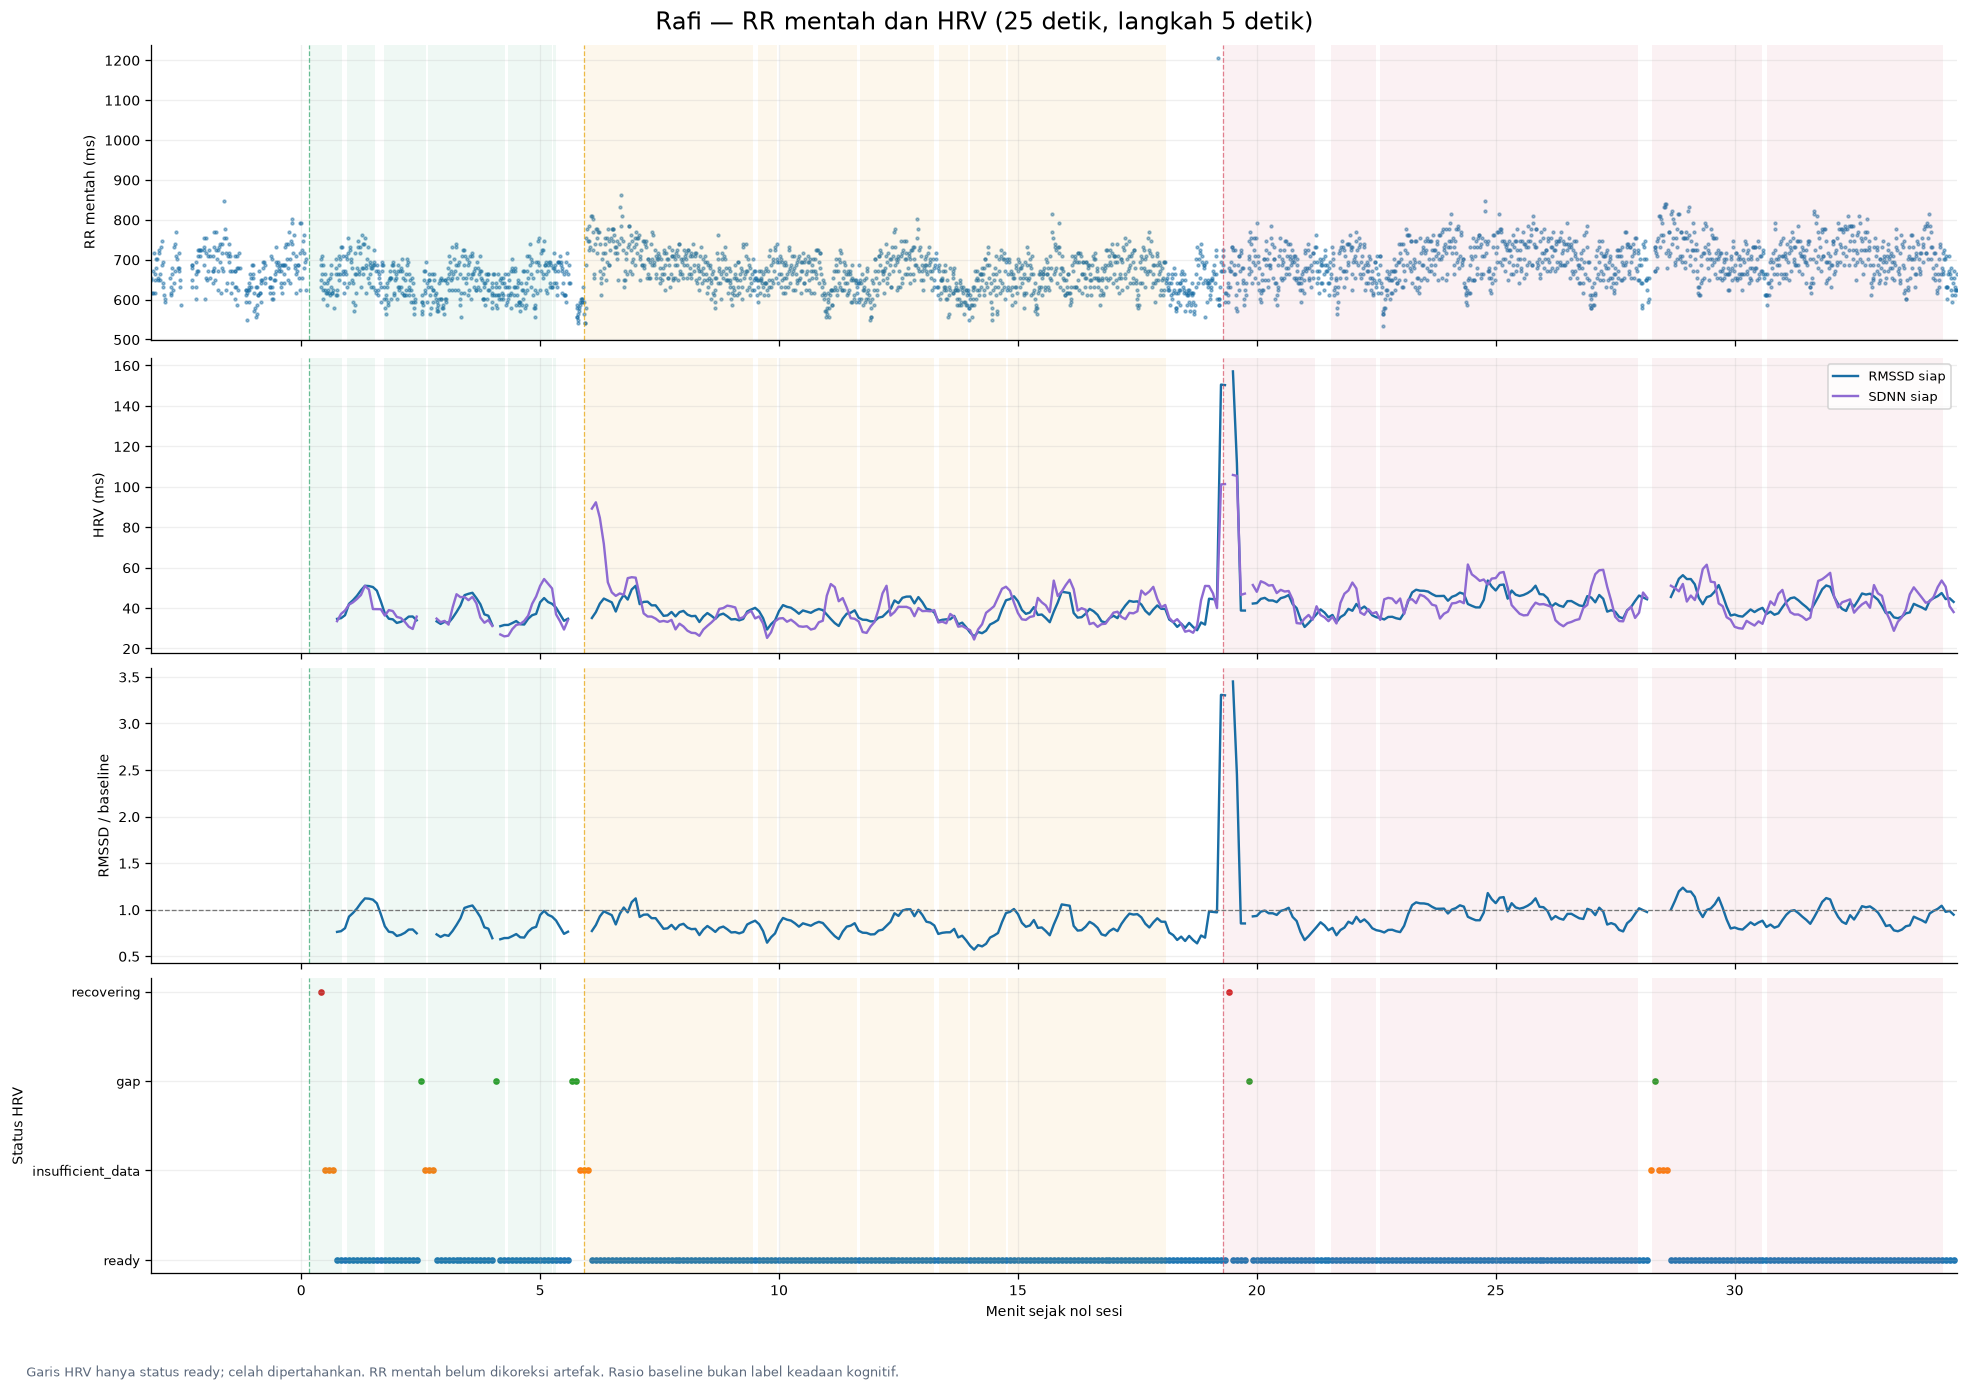 Rafi — RR mentah dan HRV (25 detik, langkah 5 detik)
RR mentah (ms)
1200
1100
1000
900
800
700
600
500
HRV (ms)
160
140
120
100
80
60
40
20
RMSSD siap
SDNN siap
RMSSD / baseline
3.5
3.0
2.5
2.0
1.5
1.0
0.5
Status HRV
recovering
gap
insufficient_data
ready
0 5 10 15 20 25 30
Menit sejak nol sesi
Garis HRV hanya status ready; celah dipertahankan. RR mentah belum dikoreksi artefak. Rasio baseline bukan label keadaan kognitif.